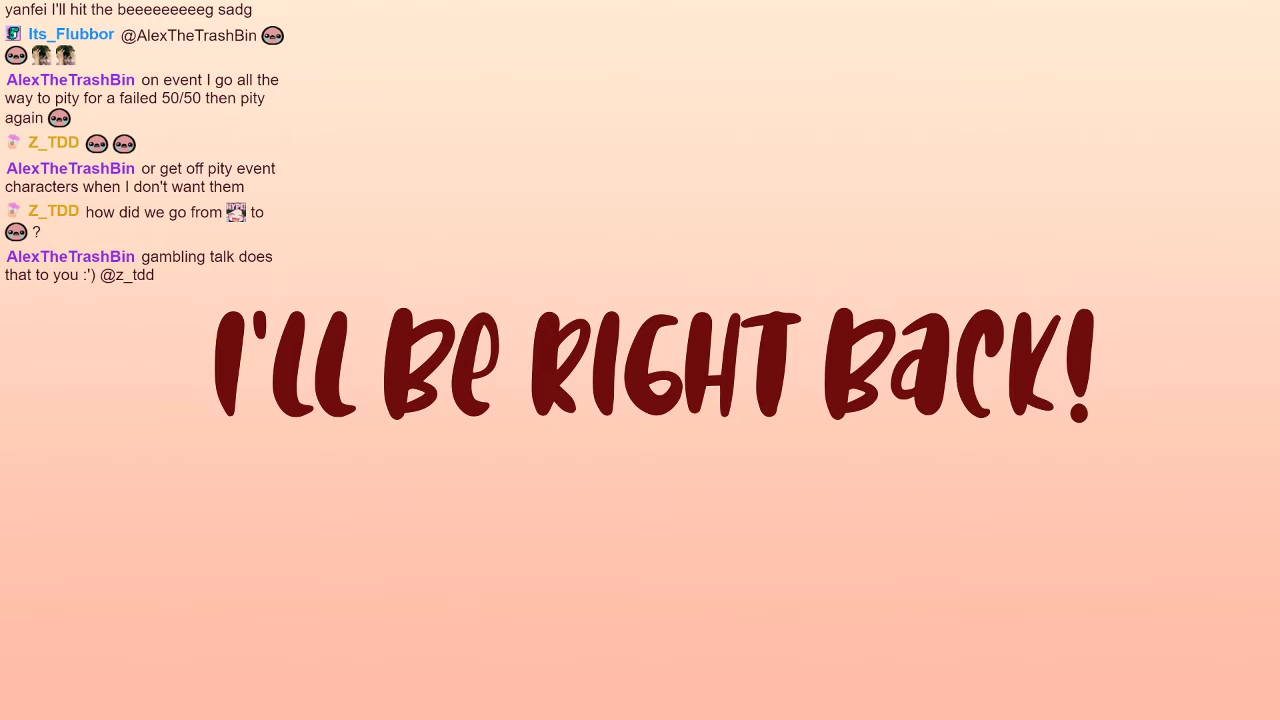 yanfei I'll hit the beeeeeeeeeg sadg
Its_Flubbor @AlexTheTrashBin
AlexTheTrashBin on event I go all the
way to pity for a failed 50/50 then pity
again
Z_TDD
AlexTheTrashBin or get off pity event
characters when I don't want them
Z_TDD how did we go from HYPE to
?
AlexTheTrashBin gambling talk does
that to you :') @z_tdd
I'LL BE RIGHT BACK!